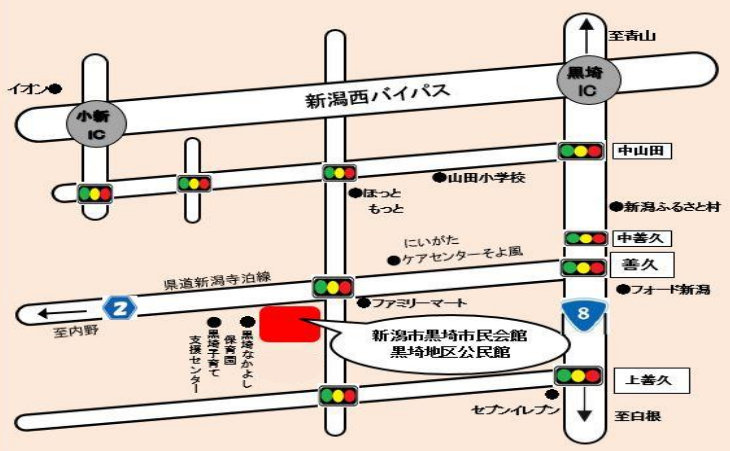 至青山
イオン
黒埼
IC
新潟西バイパス
小新
IC
中山田
山田小学校
ほっと
もっと
新潟ふるさと村
中善久
にいがた
ケアセンターそよ風
善久
県道新潟寺泊線
フォード新潟
2
ファミリーマート
8
至内野
新潟市黒埼市民会館
黒埼地区公民館
黒埼なかよし
保育園
黒埼子育て
支援センター
上善久
セブンイレブン
至白根